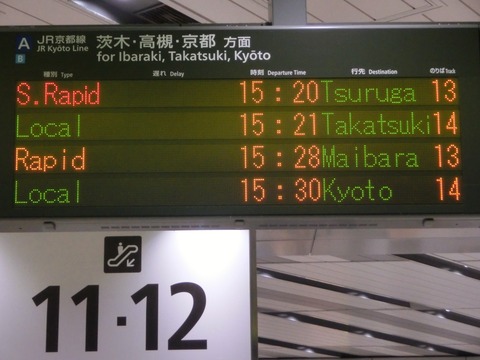 A JR京都線 茨木・高槻・京都 方面
B JR Kyōto Line for Ibaraki, Takatsuki, Kyōto
種別 Type 遅れ Delay 時刻 Departure Time 行先 Destination のりば Track
S.Rapid 15:20 Tsuruga 13
Local 15:21 Takatsuki 14
Rapid 15:28 Maibara 13
Local 15:30 Kyoto 14
11・12